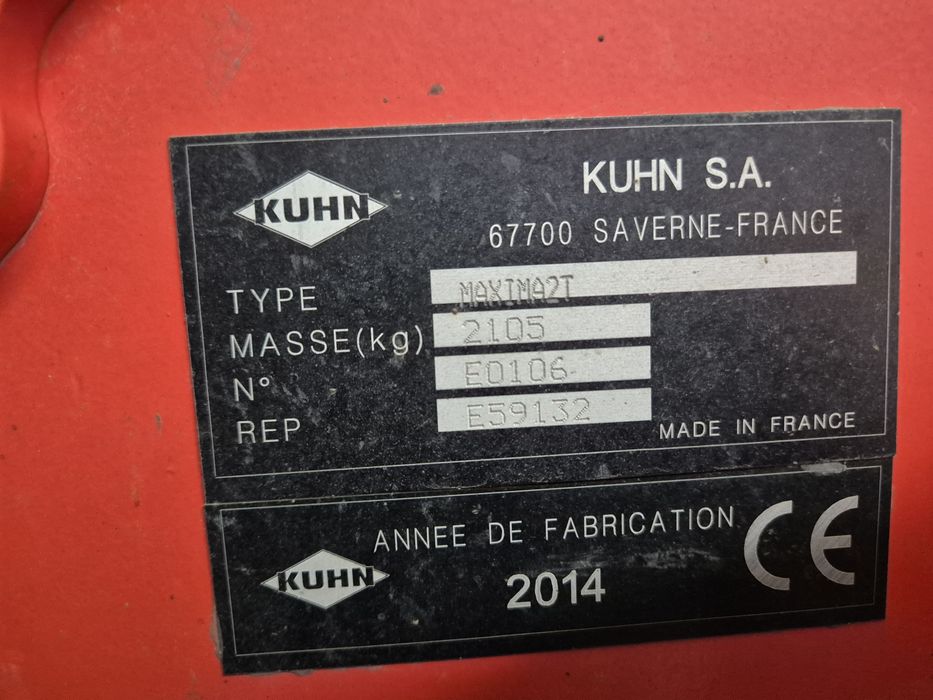 KUHN
KUHN S.A.
67700 SAVERNE-FRANCE
TYPE MAXIMA2T
MASSE(kg) 2105
N° E0106
REP E59132
MADE IN FRANCE
ANNEE DE FABRICATION
KUHN
2014
CE